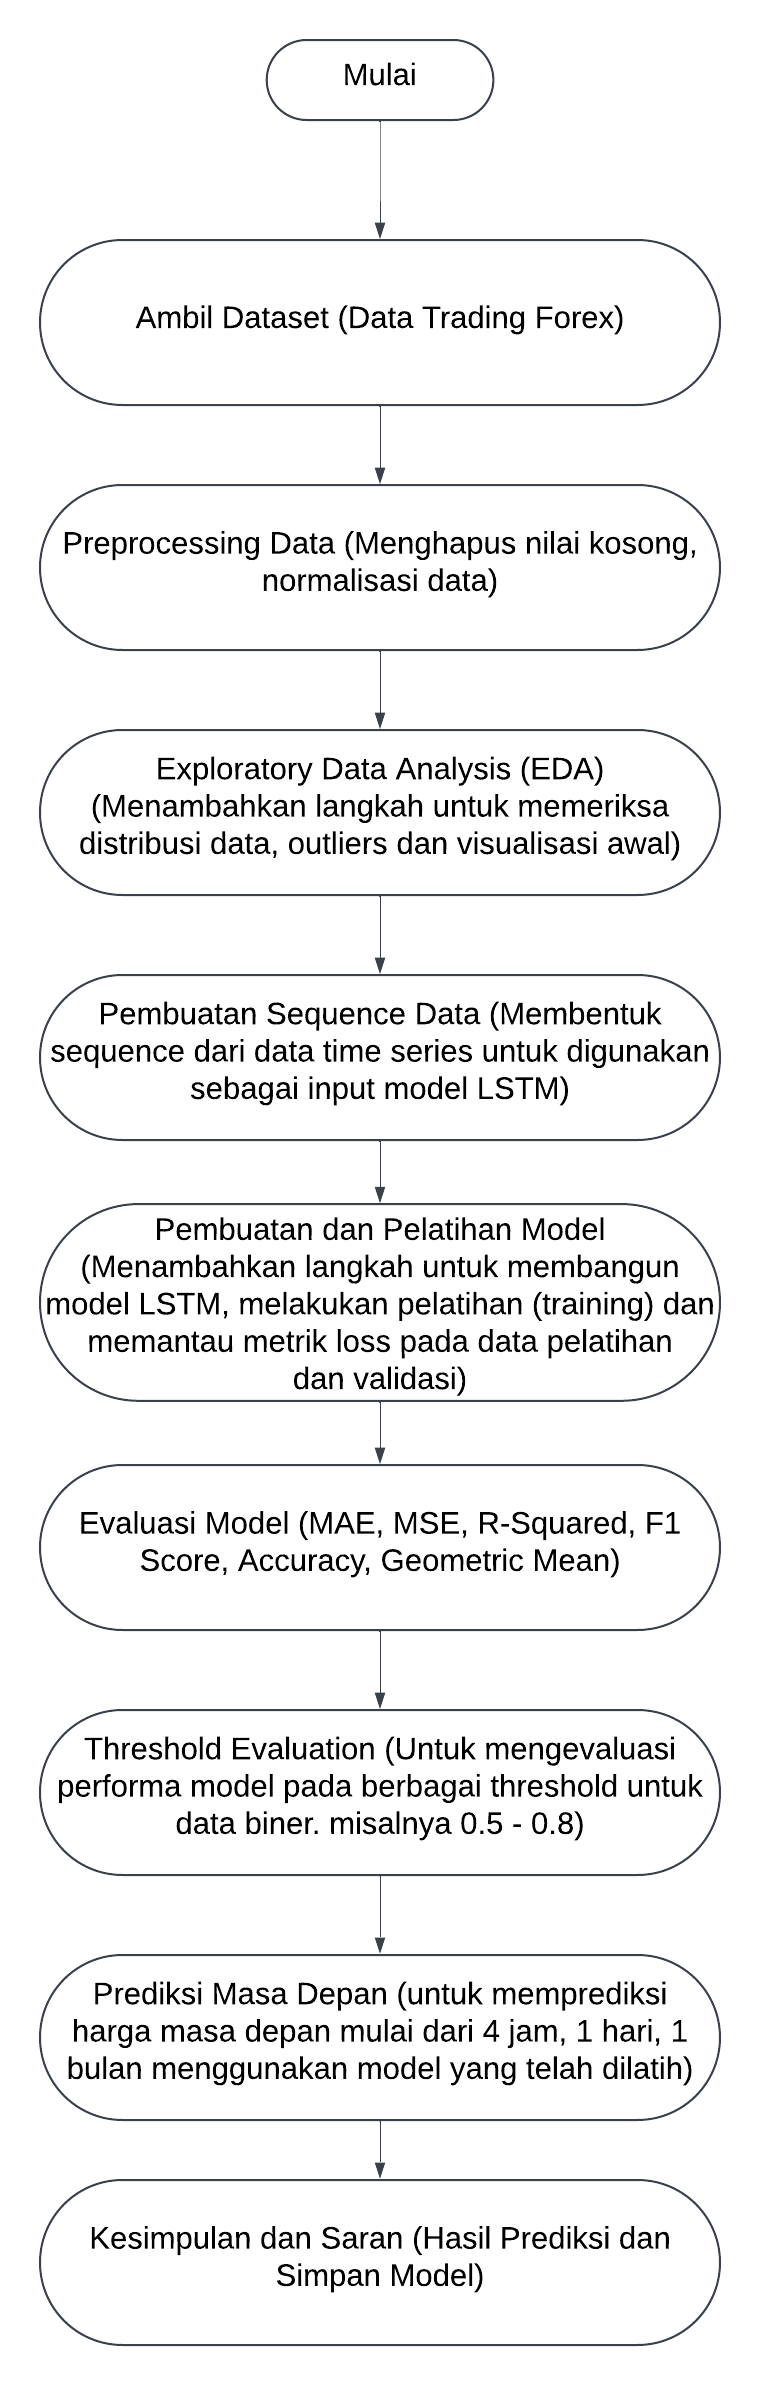 Mulai
Ambil Dataset (Data Trading Forex)
Preprocessing Data (Menghapus nilai kosong,
normalisasi data)
Exploratory Data Analysis (EDA)
(Menambahkan langkah untuk memeriksa
distribusi data, outliers dan visualisasi awal)
Pembuatan Sequence Data (Membentuk
sequence dari data time series untuk digunakan
sebagai input model LSTM)
Pembuatan dan Pelatihan Model
(Menambahkan langkah untuk membangun
model LSTM, melakukan pelatihan (training) dan
memantau metrik loss pada data pelatihan
dan validasi)
Evaluasi Model (MAE, MSE, R-Squared, F1
Score, Accuracy, Geometric Mean)
Threshold Evaluation (Untuk mengevaluasi
performa model pada berbagai threshold untuk
data biner. misalnya 0.5 - 0.8)
Prediksi Masa Depan (untuk memprediksi
harga masa depan mulai dari 4 jam, 1 hari, 1
bulan menggunakan model yang telah dilatih)
Kesimpulan dan Saran (Hasil Prediksi dan
Simpan Model)